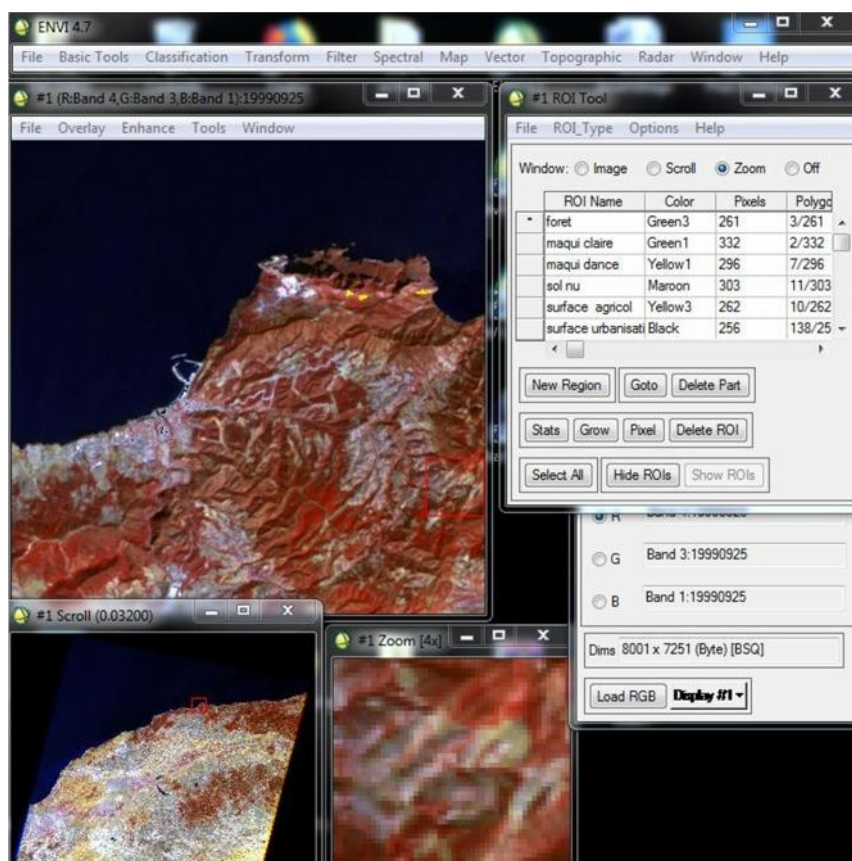 ENVI 4.7
File Basic Tools Classification Transform Filter Spectral Map Vector Topographic Radar Window Help
#1 (R:Band 4,G:Band 3,B:Band 1):19990925
File Overlay Enhance Tools Window
#1 ROI Tool
File ROI_Type Options Help
Window: Image Scroll Zoom Off
ROI Name Color Pixels Polygo
* foret Green3 261 3/261
maqui claire Green1 332 2/332
maqui dance Yellow1 296 7/296
sol nu Maroon 303 11/303
surface agricol Yellow3 262 10/262
surface urbanisati Black 256 138/25
New Region Goto Delete Part
Stats Grow Pixel Delete ROI
Select All Hide ROIs Show ROIs
R
G Band 3:19990925
B Band 1:19990925
Dims 8001 x 7251 (Byte) [BSQ]
Load RGB Display #1
#1 Scroll (0.03200)
#1 Zoom [4x]